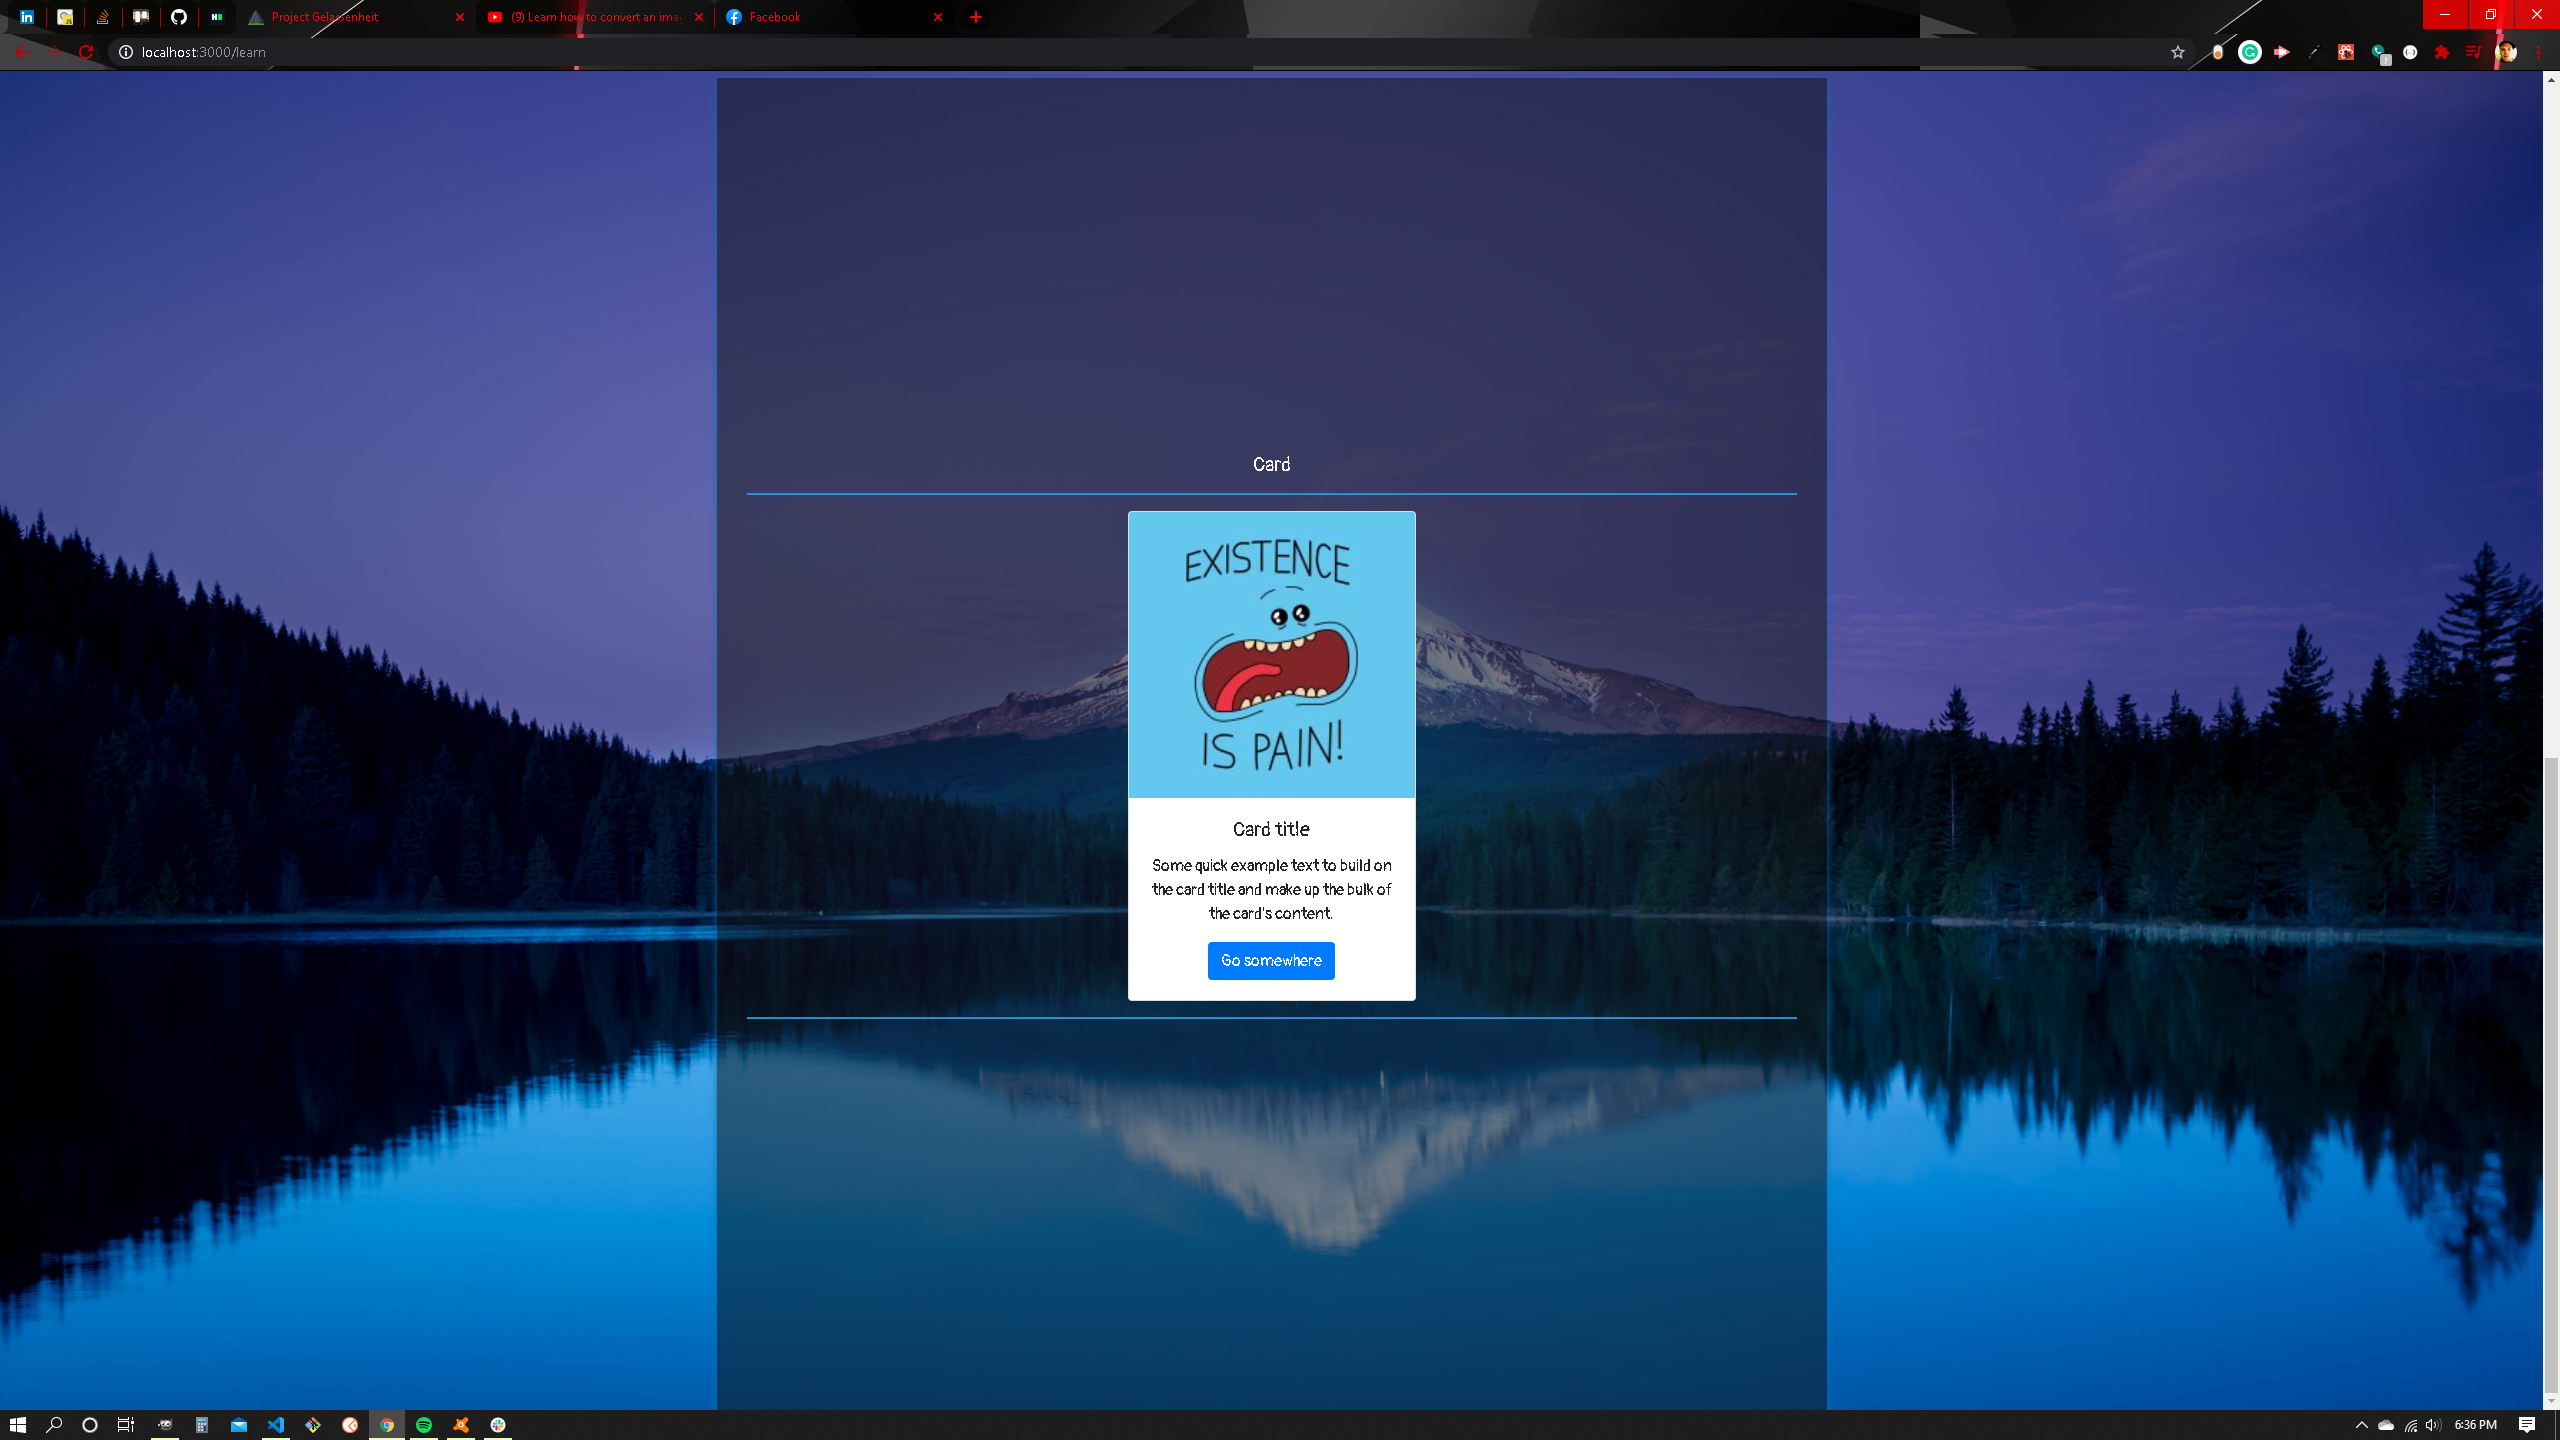 Project Gelassenheit
(9) Learn how to convert an imag
Facebook
localhost:3000/learn
Card
EXISTENCE
IS PAIN!
Card title
Some quick example text to build on
the card title and make up the bulk of
the card's content.
Go somewhere
6:36 PM